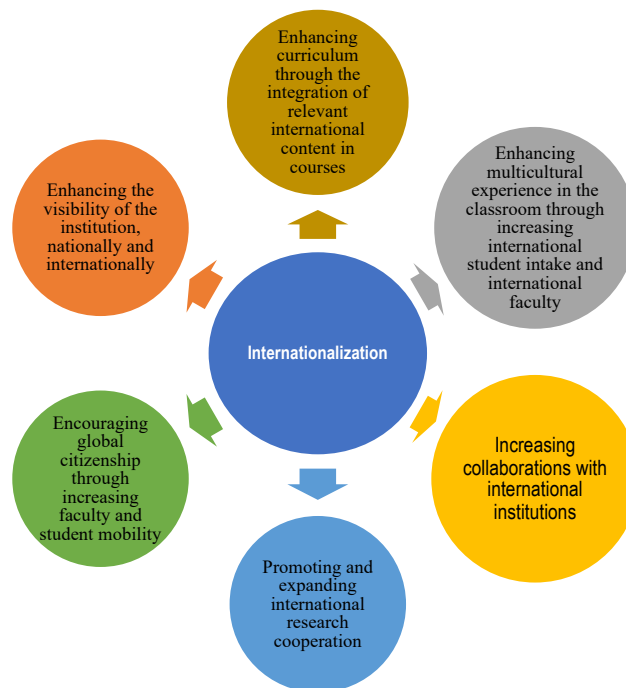 Enhancing
curriculum
through the
integration of
relevant
international
content in
courses
Enhancing
multicultural
experience in the
classroom through
increasing
international
student intake and
international
faculty
Increasing
collaborations with
international
institutions
Promoting and
expanding
international
research
cooperation
Encouraging
global
citizenship
through
increasing
faculty and
student mobility
Enhancing the
visibility of the
institution,
nationally and
internationally
Internationalization